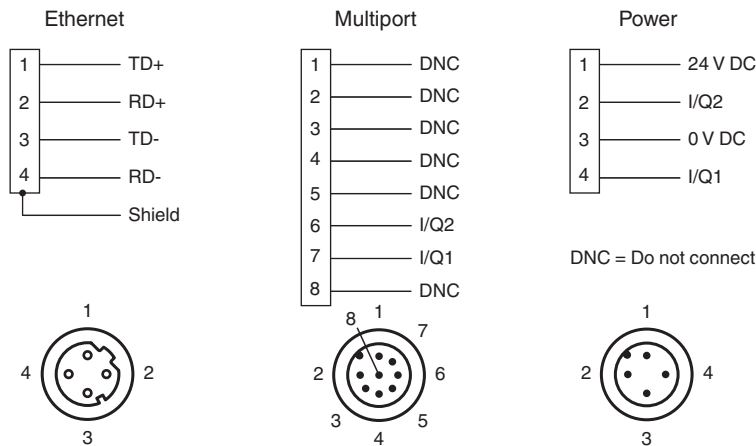 Ethernet
1 TD+
2 RD+
3 TD-
4 RD-
Shield
1
4 2
3
Multiport
1 DNC
2 DNC
3 DNC
4 DNC
5 DNC
6 I/Q2
7 I/Q1
8 DNC
8 1 7
2 6
3 5
4
Power
1 24 V DC
2 I/Q2
3 0 V DC
4 I/Q1
DNC = Do not connect
1
2 4
3